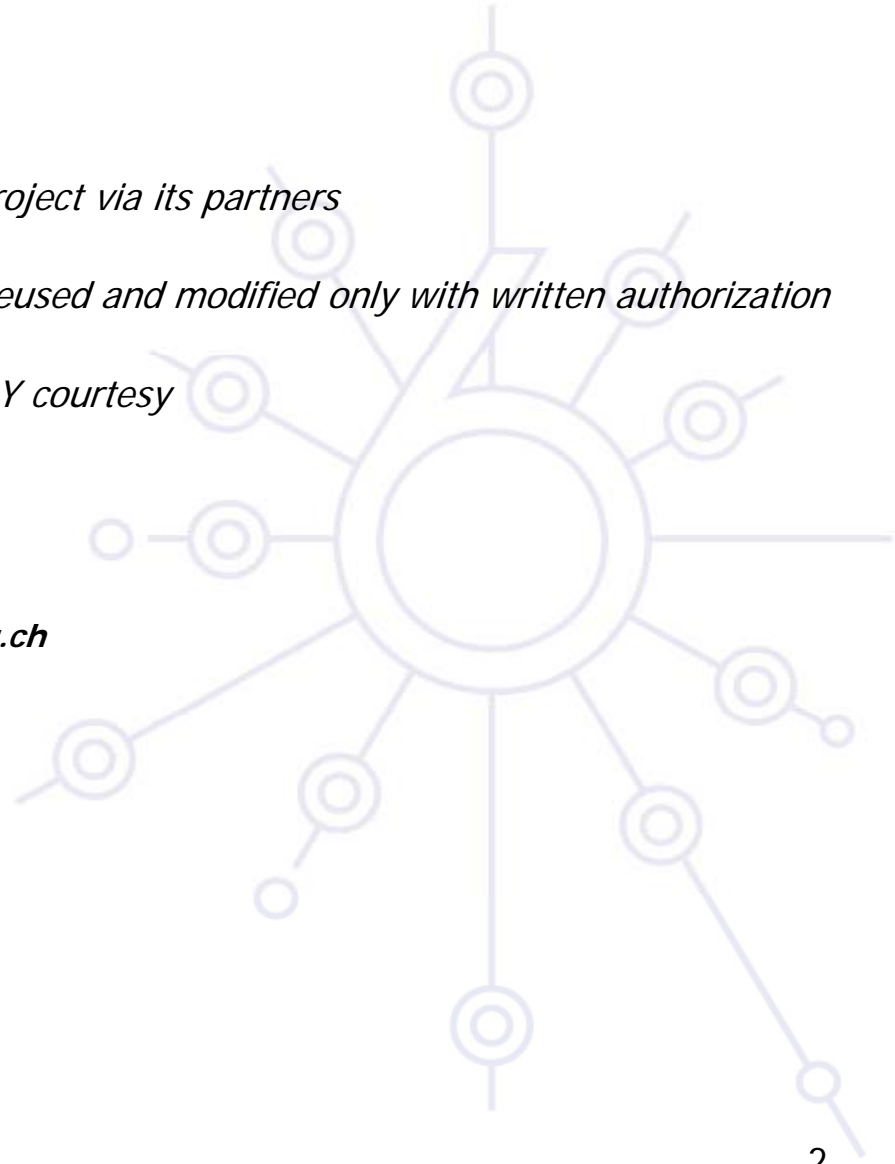 roject via its partners
eused and modified only with written authorization
Y courtesy
.ch
2